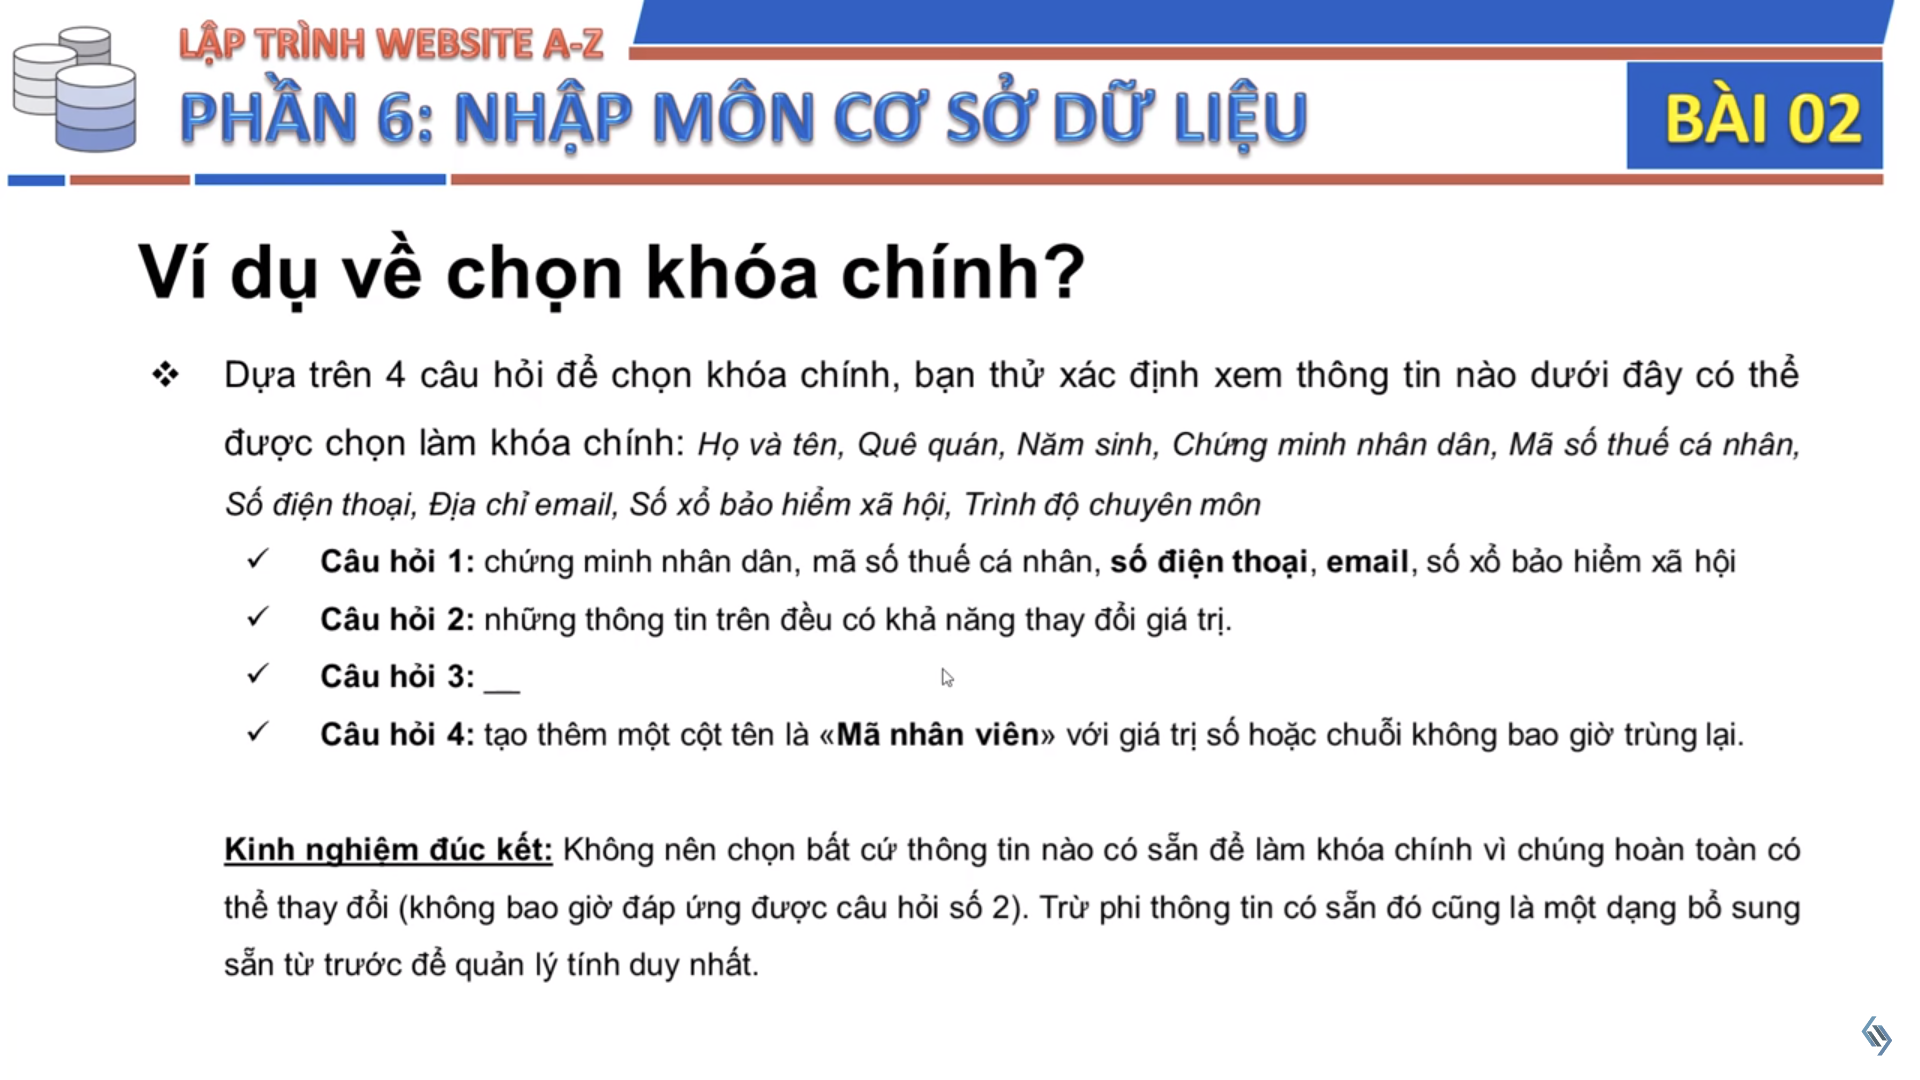 LẬP TRÌNH WEBSITE A-Z
PHẦN 6: NHẬP MÔN CƠ SỞ DỮ LIỆU
BÀI 02
Ví dụ về chọn khóa chính?
❖ Dựa trên 4 câu hỏi để chọn khóa chính, bạn thử xác định xem thông tin nào dưới đây có thể
được chọn làm khóa chính: Họ và tên, Quê quán, Năm sinh, Chứng minh nhân dân, Mã số thuế cá nhân,
Số điện thoại, Địa chỉ email, Số xổ bảo hiểm xã hội, Trình độ chuyên môn
✓ Câu hỏi 1: chứng minh nhân dân, mã số thuế cá nhân, số điện thoại, email, số xổ bảo hiểm xã hội
✓ Câu hỏi 2: những thông tin trên đều có khả năng thay đổi giá trị.
✓ Câu hỏi 3: __
✓ Câu hỏi 4: tạo thêm một cột tên là «Mã nhân viên» với giá trị số hoặc chuỗi không bao giờ trùng lại.
Kinh nghiệm đúc kết: Không nên chọn bất cứ thông tin nào có sẵn để làm khóa chính vì chúng hoàn toàn có
thể thay đổi (không bao giờ đáp ứng được câu hỏi số 2). Trừ phi thông tin có sẵn đó cũng là một dạng bổ sung
sẵn từ trước để quản lý tính duy nhất.